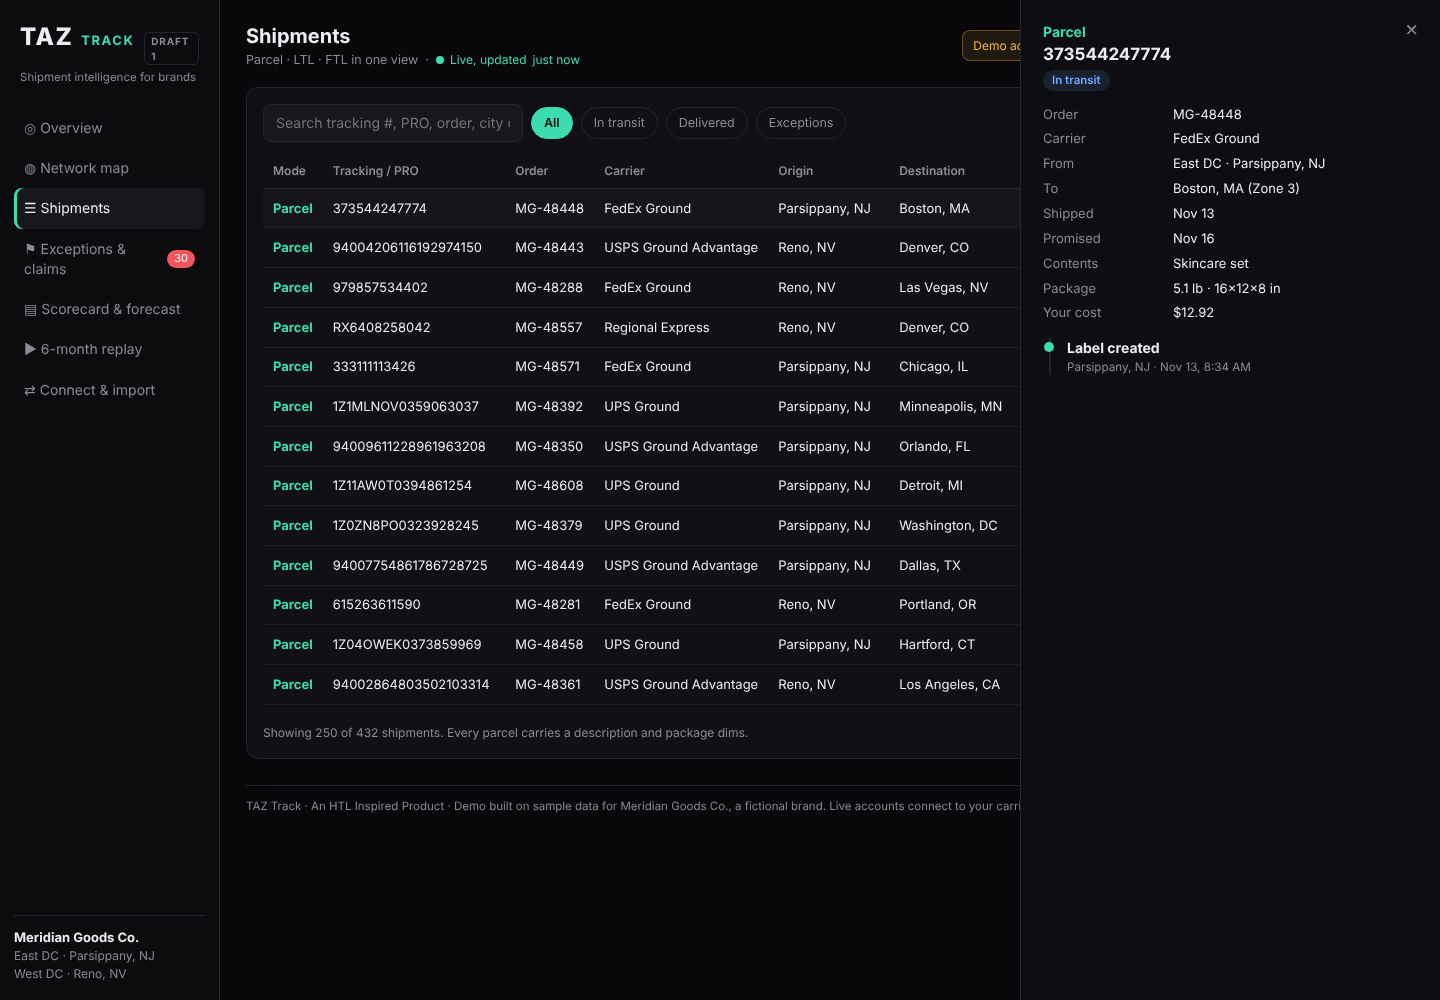 TAZ TRACK DRAFT 1
Shipment intelligence for brands
◎ Overview
◍ Network map
☰ Shipments
⚑ Exceptions & claims 30
▤ Scorecard & forecast
▶ 6-month replay
⇄ Connect & import
Meridian Goods Co.
East DC · Parsippany, NJ
West DC · Reno, NV
Shipments
Parcel · LTL · FTL in one view · ● Live, updated just now
Demo
Search tracking #, PRO, order, city
All In transit Delivered Exceptions
Mode Tracking / PRO Order Carrier Origin Destination
Parcel 373544247774 MG-48448 FedEx Ground Parsippany, NJ Boston, MA
Parcel 94004206116192974150 MG-48443 USPS Ground Advantage Reno, NV Denver, CO
Parcel 979857534402 MG-48288 FedEx Ground Reno, NV Las Vegas, NV
Parcel RX6408258042 MG-48557 Regional Express Reno, NV Denver, CO
Parcel 333111113426 MG-48571 FedEx Ground Parsippany, NJ Chicago, IL
Parcel 1Z1MLNOV0359063037 MG-48392 UPS Ground Parsippany, NJ Minneapolis, MN
Parcel 94009611228961963208 MG-48350 USPS Ground Advantage Parsippany, NJ Orlando, FL
Parcel 1Z11AW0T0394861254 MG-48608 UPS Ground Parsippany, NJ Detroit, MI
Parcel 1Z0ZN8PO0323928245 MG-48379 UPS Ground Parsippany, NJ Washington, DC
Parcel 94007754861786728725 MG-48449 USPS Ground Advantage Parsippany, NJ Dallas, TX
Parcel 615263611590 MG-48281 FedEx Ground Reno, NV Portland, OR
Parcel 1Z04OWEK0373859969 MG-48458 UPS Ground Parsippany, NJ Hartford, CT
Parcel 94002864803502103314 MG-48361 USPS Ground Advantage Reno, NV Los Angeles, CA
Showing 250 of 432 shipments. Every parcel carries a description and package dims.
TAZ Track · An HTL Inspired Product · Demo built on sample data for Meridian Goods Co., a fictional brand. Live accounts connect to your
Parcel ✕
373544247774
In transit
Order MG-48448
Carrier FedEx Ground
From East DC · Parsippany, NJ
To Boston, MA (Zone 3)
Shipped Nov 13
Promised Nov 16
Contents Skincare set
Package 5.1 lb · 16×12×8 in
Your cost $12.92
Label created
Parsippany, NJ · Nov 13, 8:34 AM